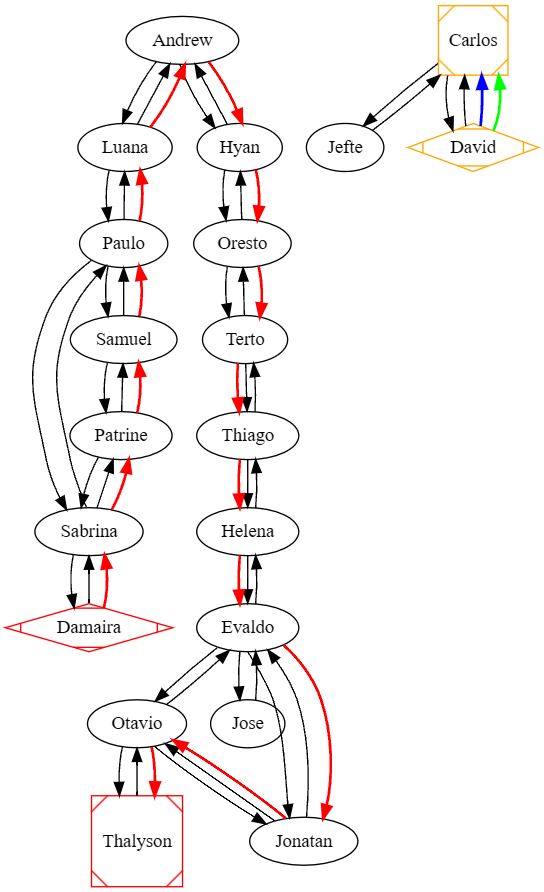 Andrew
Carlos
Luana
Hyan
Jefte
David
Paulo
Oresto
Samuel
Terto
Patrine
Thiago
Sabrina
Helena
Damaira
Evaldo
Otavio
Jose
Thalyson
Jonatan